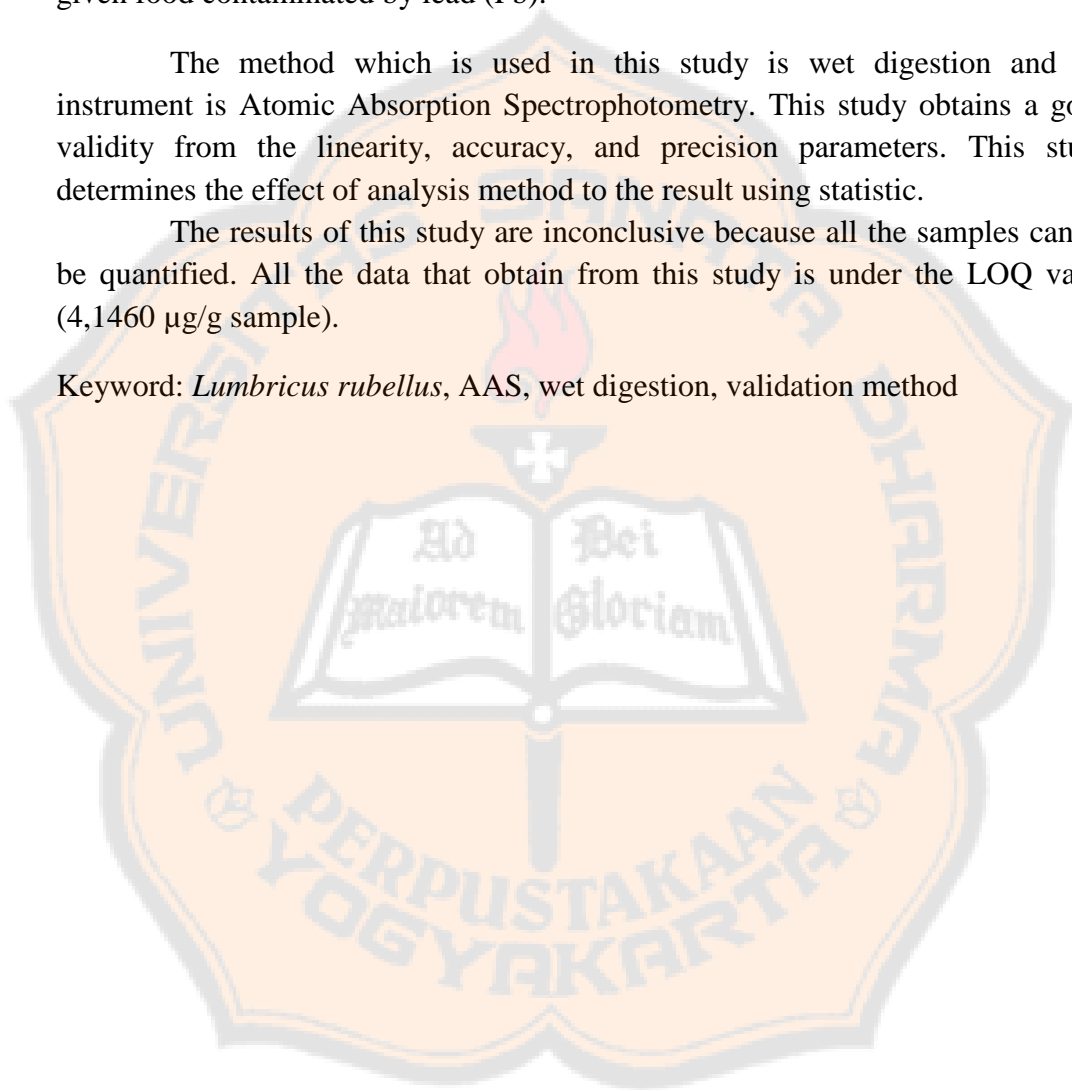 given food contaminated by lead (Pb).
The method which is used in this study is wet digestion and
instrument is Atomic Absorption Spectrophotometry. This study obtains a go
validity from the linearity, accuracy, and precision parameters. This stu
determines the effect of analysis method to the result using statistic.
The results of this study are inconclusive because all the samples can
be quantified. All the data that obtain from this study is under the LOQ va
(4,1460 µg/g sample).
Keyword: Lumbricus rubellus, AAS, wet digestion, validation method
UNIVERSITAS SANATA DHARMA
Ad Dei
Maiorem Gloriam
PERPUSTAKAAN
YOGYAKARTA